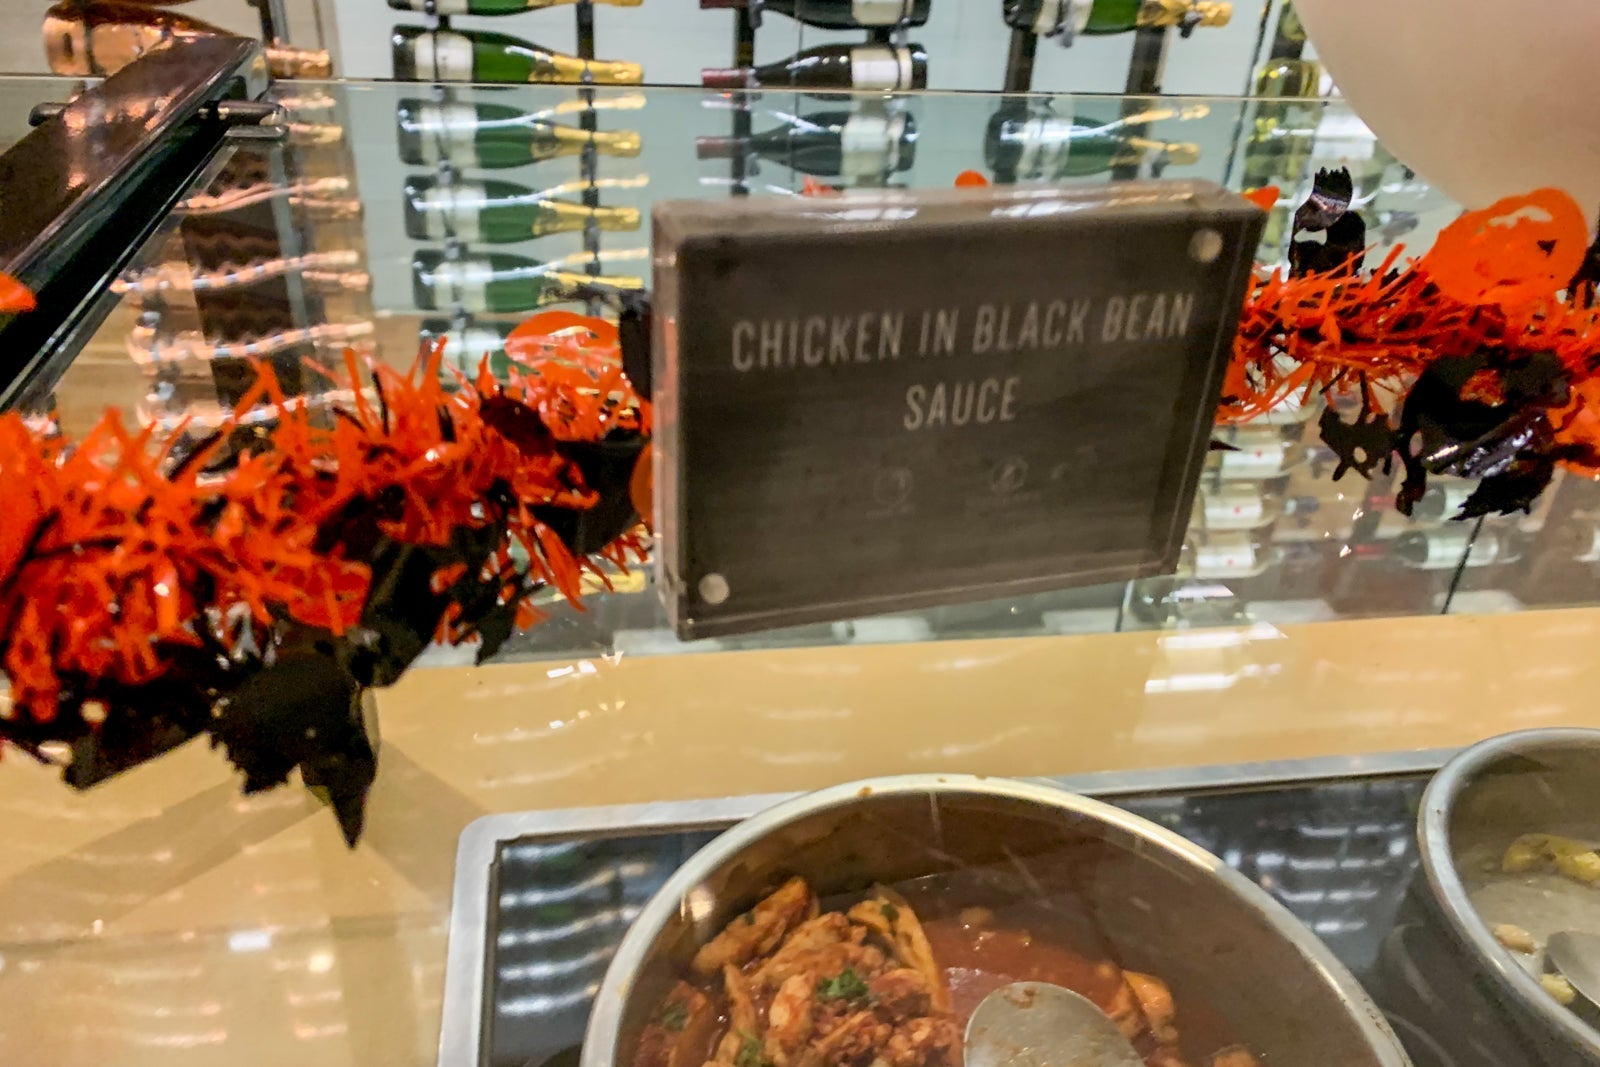 CHICKEN IN BLACK BEAN
SAUCE